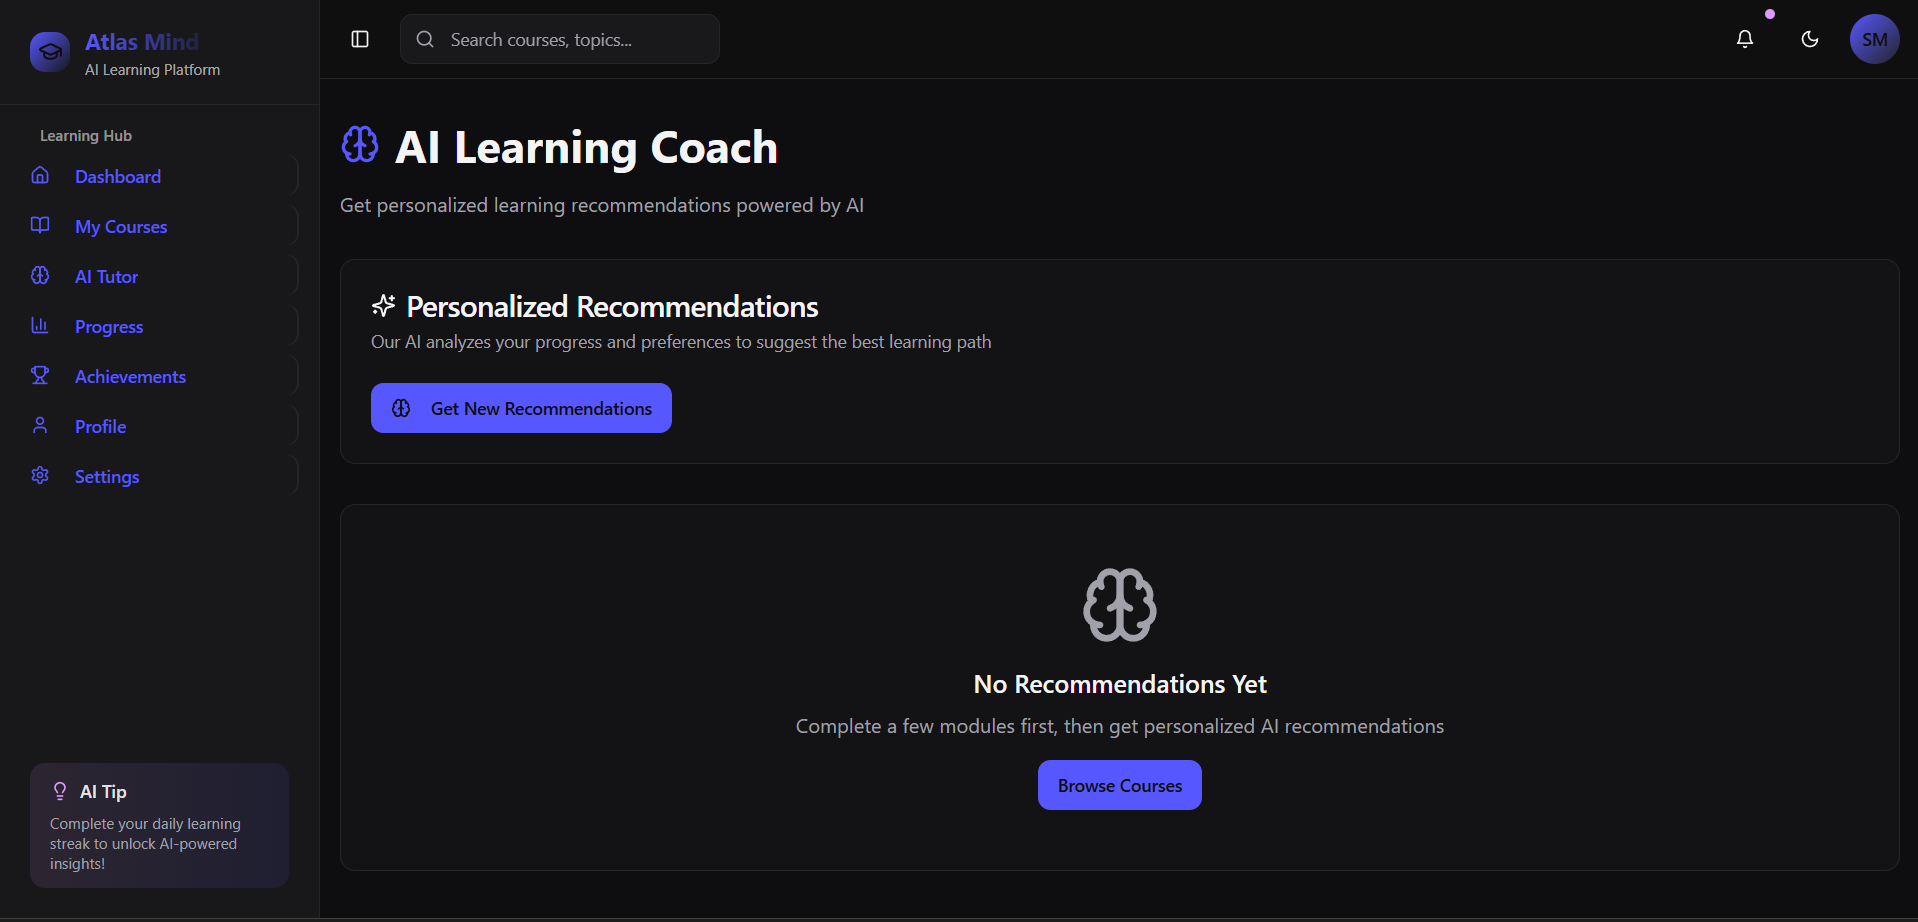 Atlas Mind
AI Learning Platform
Learning Hub
Dashboard
My Courses
AI Tutor
Progress
Achievements
Profile
Settings
AI Tip
Complete your daily learning
streak to unlock AI-powered
insights!
Search courses, topics...
SM
AI Learning Coach
Get personalized learning recommendations powered by AI
Personalized Recommendations
Our AI analyzes your progress and preferences to suggest the best learning path
Get New Recommendations
No Recommendations Yet
Complete a few modules first, then get personalized AI recommendations
Browse Courses